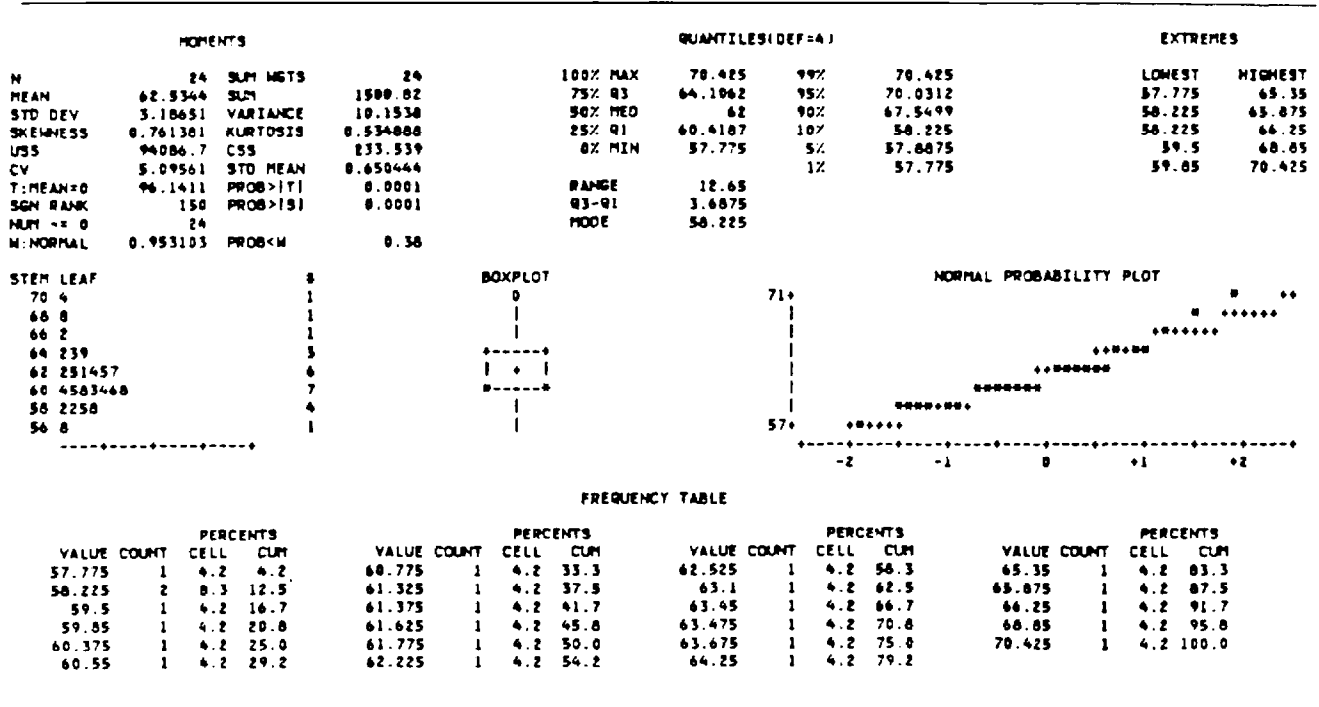 MOMENTS QUANTILES(DEF=4) EXTREMES
N 24 SUM WGTS 24 100% MAX 70.425 99% 70.425 LOWEST HIGHEST
MEAN 62.5344 SUM 1500.82 75% Q3 64.1062 95% 70.0312 57.775 65.35
STD DEV 3.18651 VARIANCE 10.1538 50% MED 62 90% 67.5499 58.225 65.875
SKEWNESS 0.761381 KURTOSIS 0.534888 25% Q1 60.4187 10% 58.225 58.225 66.25
USS 94086.7 CSS 233.539 0% MIN 57.775 5% 57.8875 59.5 68.85
CV 5.09561 STD MEAN 0.650444 1% 57.775 59.85 70.425
T:MEAN=0 96.1411 PROB>|T| 0.0001 RANGE 12.65
SGN RANK 150 PROB>|S| 0.0001 Q3-Q1 3.6875
NUM ¬= 0 24 MODE 58.225
W:NORMAL 0.953103 PROB<W 0.38
STEM LEAF # BOXPLOT NORMAL PROBABILITY PLOT
70 4 1 0 71+
68 8 1
66 2 1
64 239 3
62 251457 6
60 4583468 7
58 2258 4
56 8 1 57+
-2 -1 0 +1 +2
FREQUENCY TABLE
PERCENTS PERCENTS PERCENTS PERCENTS
VALUE COUNT CELL CUM VALUE COUNT CELL CUM VALUE COUNT CELL CUM VALUE COUNT CELL CUM
57.775 1 4.2 4.2 60.775 1 4.2 33.3 62.525 1 4.2 58.3 65.35 1 4.2 83.3
58.225 2 8.3 12.5 61.325 1 4.2 37.5 63.1 1 4.2 62.5 65.875 1 4.2 87.5
59.5 1 4.2 16.7 61.375 1 4.2 41.7 63.45 1 4.2 66.7 66.25 1 4.2 91.7
59.85 1 4.2 20.8 61.625 1 4.2 45.8 63.475 1 4.2 70.8 68.85 1 4.2 95.8
60.375 1 4.2 25.0 61.775 1 4.2 50.0 63.675 1 4.2 75.0 70.425 1 4.2 100.0
60.55 1 4.2 29.2 62.225 1 4.2 54.2 64.25 1 4.2 79.2